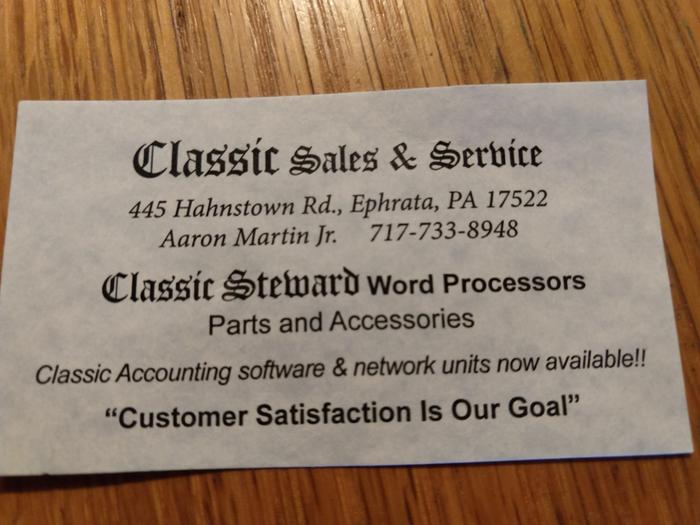 Classic Sales & Service
445 Hahnstown Rd., Ephrata, PA 17522
Aaron Martin Jr. 717-733-8948
Classic Steward Word Processors
Parts and Accessories
Classic Accounting software & network units now available!!
“Customer Satisfaction Is Our Goal”